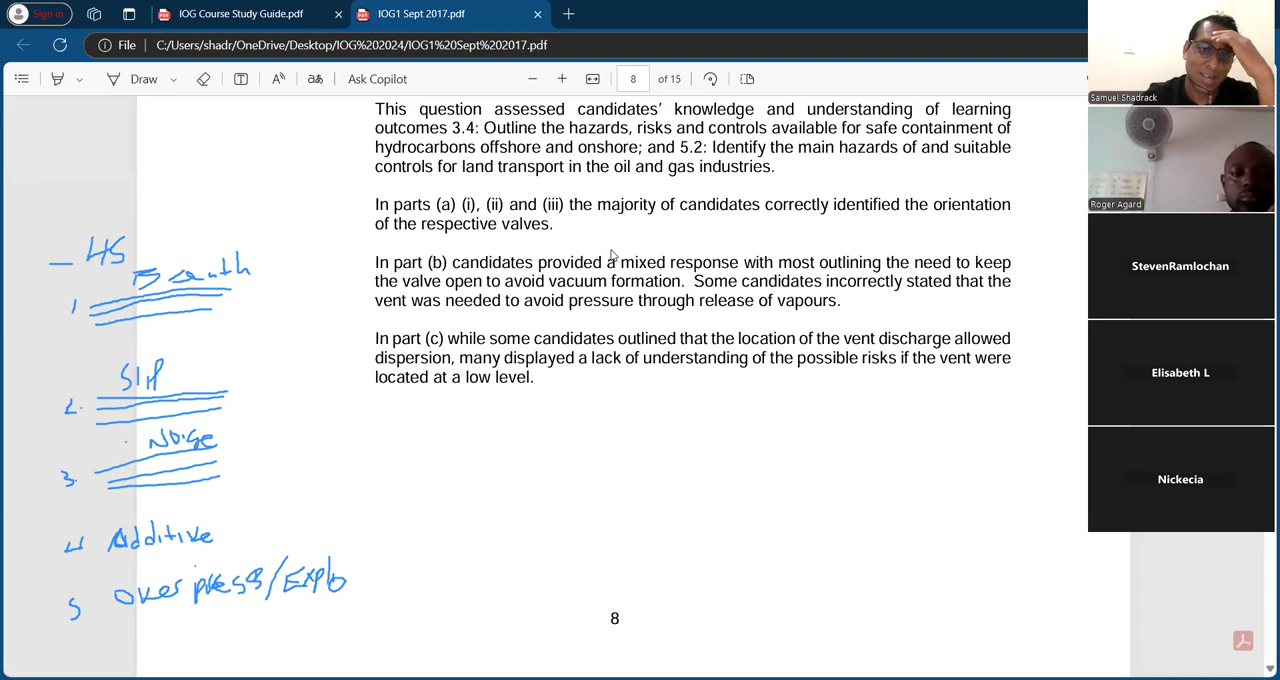 Sign in
IOG Course Study Guide.pdf
IOG1 Sept 2017.pdf
File
C:/Users/shadr/OneDrive/Desktop/IOG%202024/IOG1%20Sept%202017.pdf
Draw
Ask Copilot
8 of 15
This question assessed candidates' knowledge and understanding of learning
outcomes 3.4: Outline the hazards, risks and controls available for safe containment of
hydrocarbons offshore and onshore; and 5.2: Identify the main hazards of and suitable
controls for land transport in the oil and gas industries.
In parts (a) (i), (ii) and (iii) the majority of candidates correctly identified the orientation
of the respective valves.
In part (b) candidates provided a mixed response with most outlining the need to keep
the valve open to avoid vacuum formation. Some candidates incorrectly stated that the
vent was needed to avoid pressure through release of vapours.
In part (c) while some candidates outlined that the location of the vent discharge allowed
dispersion, many displayed a lack of understanding of the possible risks if the vent were
located at a low level.
1
2.
Noise
3.
4 Additive
5 Over press/Explo
8
Samuel Shadrack
Roger Agard
StevenRamlochan
Elisabeth L
Nickecia